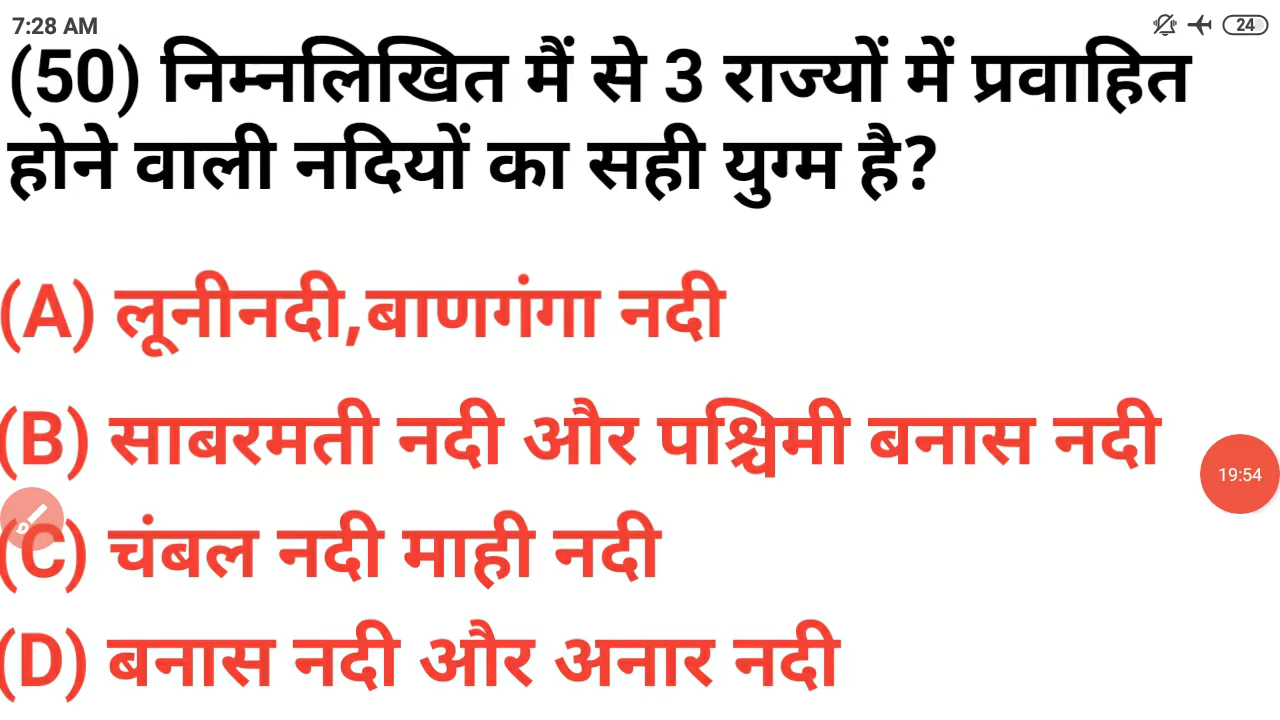 7:28 AM
24
(50) निम्नलिखित मैं से 3 राज्यों में प्रवाहित
होने वाली नदियों का सही युग्म है?
(A) लूनीनदी,बाणगंगा नदी
(B) साबरमती नदी और पश्चिमी बनास नदी
19:54
(C) चंबल नदी माही नदी
(D) बनास नदी और अनार नदी